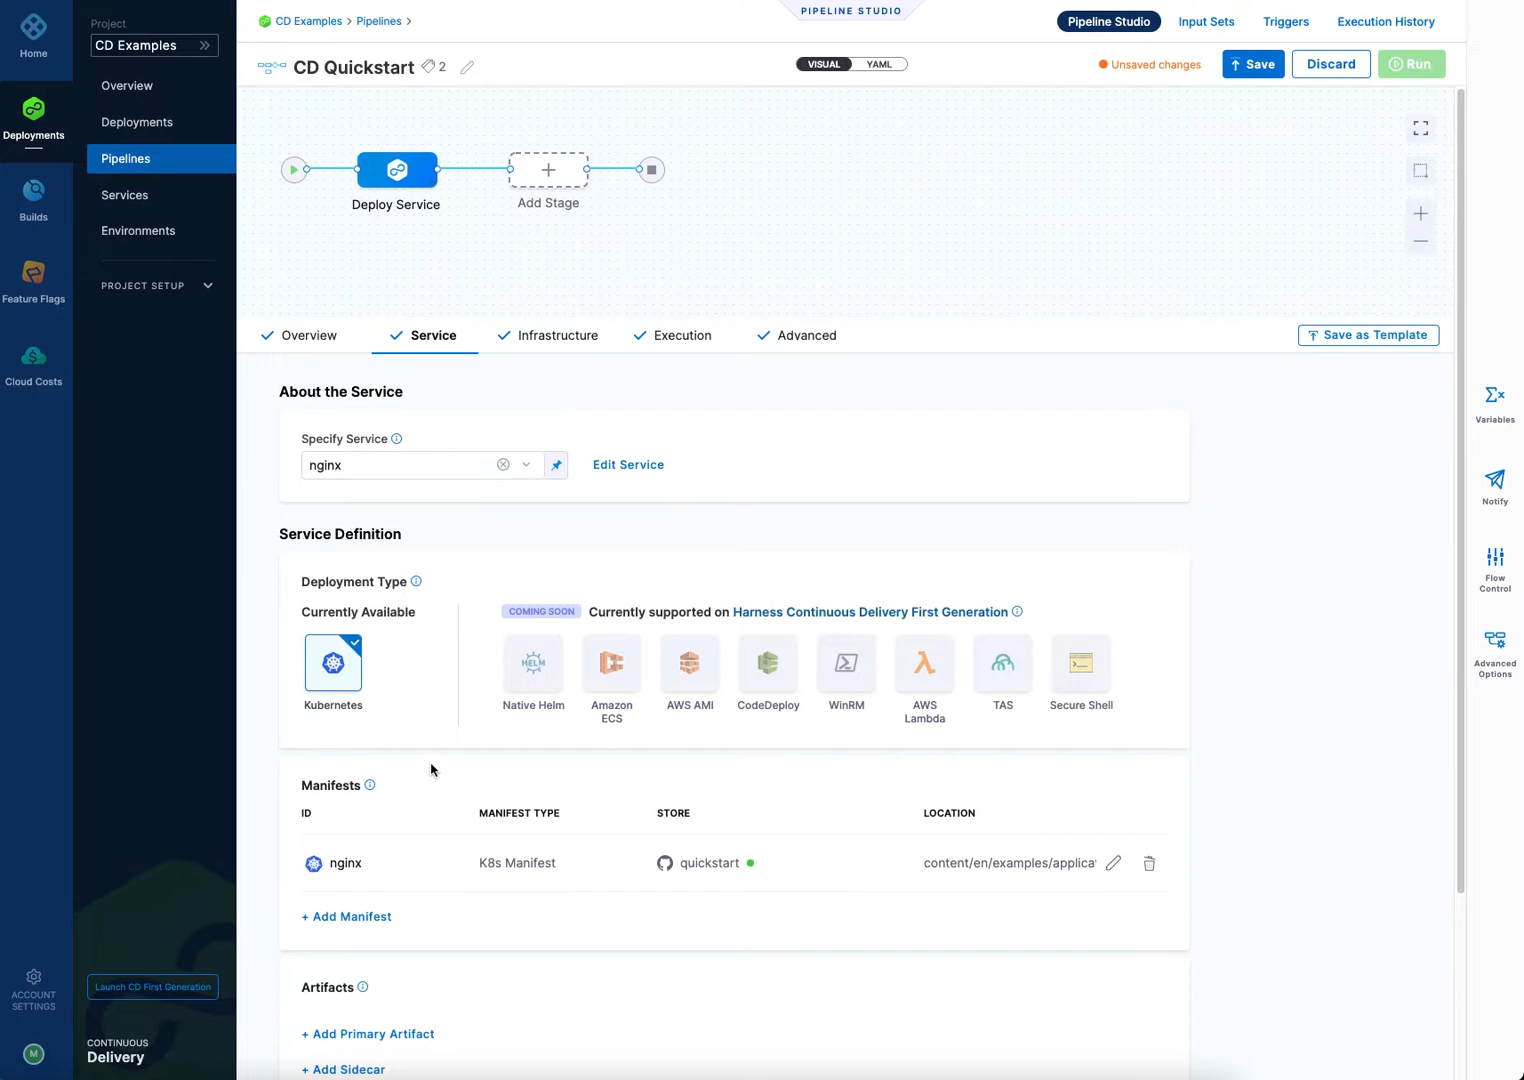 Home
Deployments
Builds
Feature Flags
Cloud Costs
ACCOUNT
SETTINGS
M
Project
CD Examples
Overview
Deployments
Pipelines
Services
Environments
PROJECT SETUP
Launch CD First Generation
CONTINUOUS
Delivery
CD Examples > Pipelines >
PIPELINE STUDIO
Pipeline Studio
Input Sets
Triggers
Execution History
CD Quickstart
2
VISUAL
YAML
Unsaved changes
Save
Discard
Run
Deploy Service
Add Stage
Overview
Service
Infrastructure
Execution
Advanced
Save as Template
About the Service
Specify Service
nginx
Edit Service
Service Definition
Deployment Type
Currently Available
COMING SOON
Currently supported on Harness Continuous Delivery First Generation
HELM
Kubernetes
Native Helm
Amazon
ECS
AWS AMI
CodeDeploy
WinRM
AWS
Lambda
TAS
Secure Shell
Manifests
ID
MANIFEST TYPE
STORE
LOCATION
nginx
K8s Manifest
quickstart
content/en/examples/applica
+ Add Manifest
Artifacts
+ Add Primary Artifact
+ Add Sidecar
Variables
Notify
Flow
Control
Advanced
Options